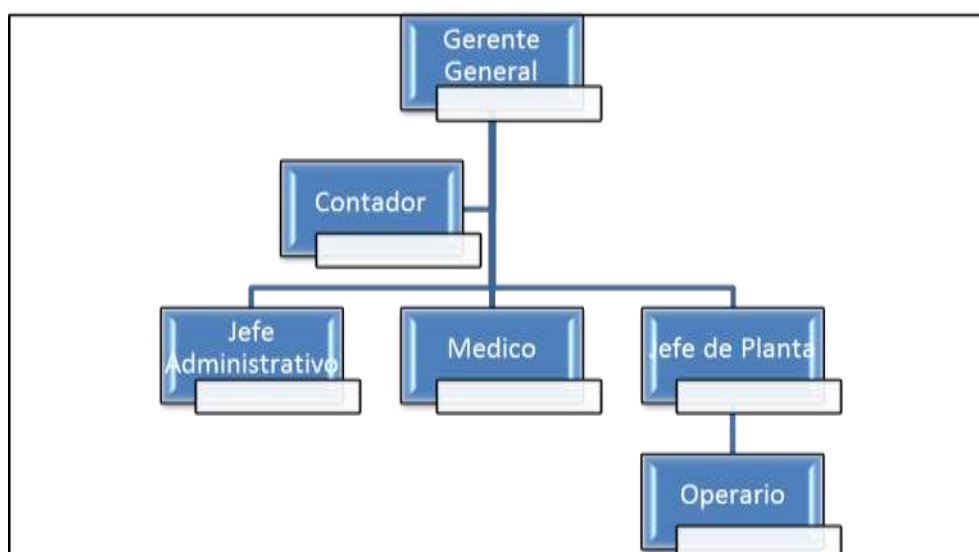 Gerente
General
Contador
Jefe
Administrativo
Medico
Jefe de Planta
Operario